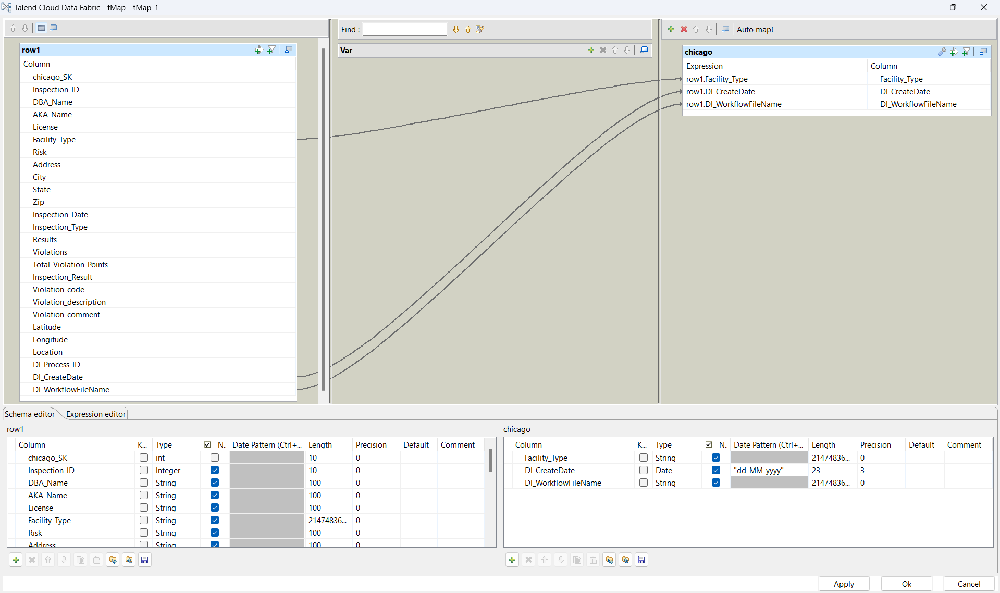 Talend Cloud Data Fabric - tMap - tMap_1
Find :
Auto map!
row1
Column
chicago_SK
Inspection_ID
DBA_Name
AKA_Name
License
Facility_Type
Risk
Address
City
State
Zip
Inspection_Date
Inspection_Type
Results
Violations
Total_Violation_Points
Inspection_Result
Violation_code
Violation_description
Violation_comment
Latitude
Longitude
Location
DI_Process_ID
DI_CreateDate
DI_WorkflowFileName
Var
chicago
Expression Column
row1.Facility_Type Facility_Type
row1.DI_CreateDate DI_CreateDate
row1.DI_WorkflowFileName DI_WorkflowFileName
Schema editor Expression editor
row1
Column K... Type N.. Date Pattern (Ctrl+... Length Precision Default Comment
chicago_SK int 10 0
Inspection_ID Integer 10 0
DBA_Name String 100 0
AKA_Name String 100 0
License String 100 0
Facility_Type String 21474836... 0
Risk String 100 0
Address String 100 0
chicago
Column K... Type N.. Date Pattern (Ctrl+... Length Precision Default Comment
Facility_Type String 21474836... 0
DI_CreateDate Date "dd-MM-yyyy" 23 3
DI_WorkflowFileName String 21474836... 0
Apply Ok Cancel